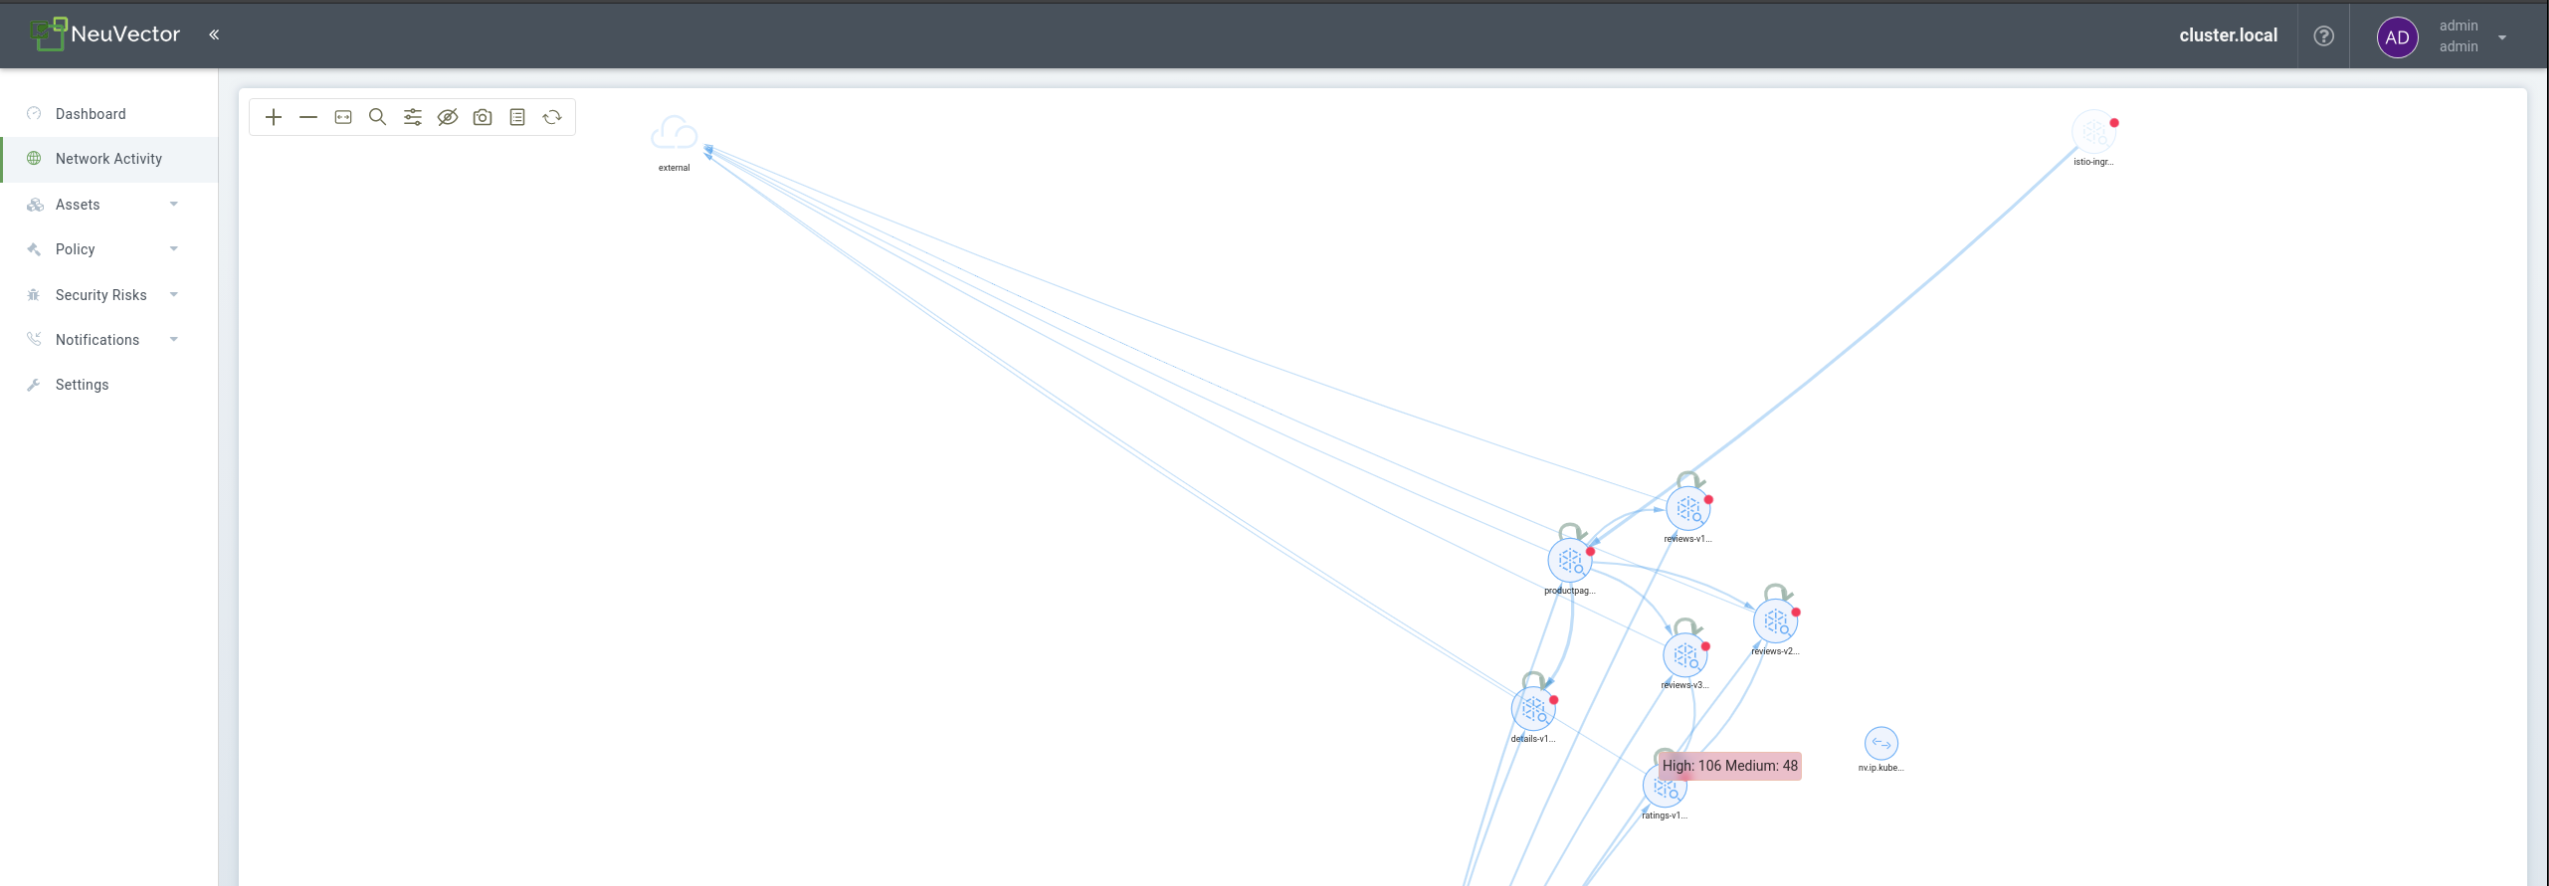 NeuVector «
cluster.local
?
AD
admin
admin
Dashboard
Network Activity
Assets
Policy
Security Risks
Notifications
Settings
external
istio-ingr...
reviews-v1...
productpag...
reviews-v2...
reviews-v3...
details-v1...
High: 106 Medium: 48
nv.ip.kube...
ratings-v1...